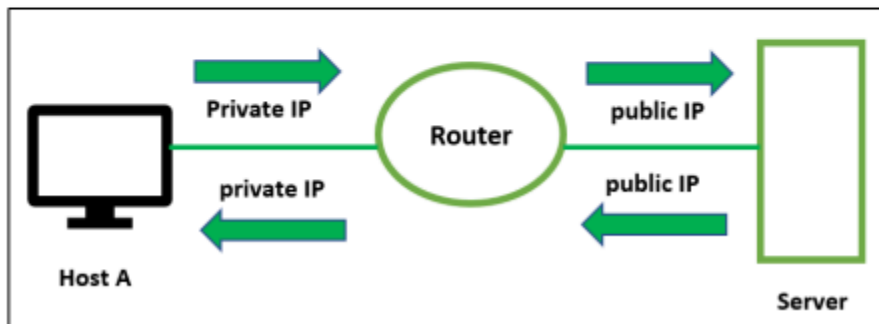 Private IP
public IP
Router
private IP
public IP
Host A
Server